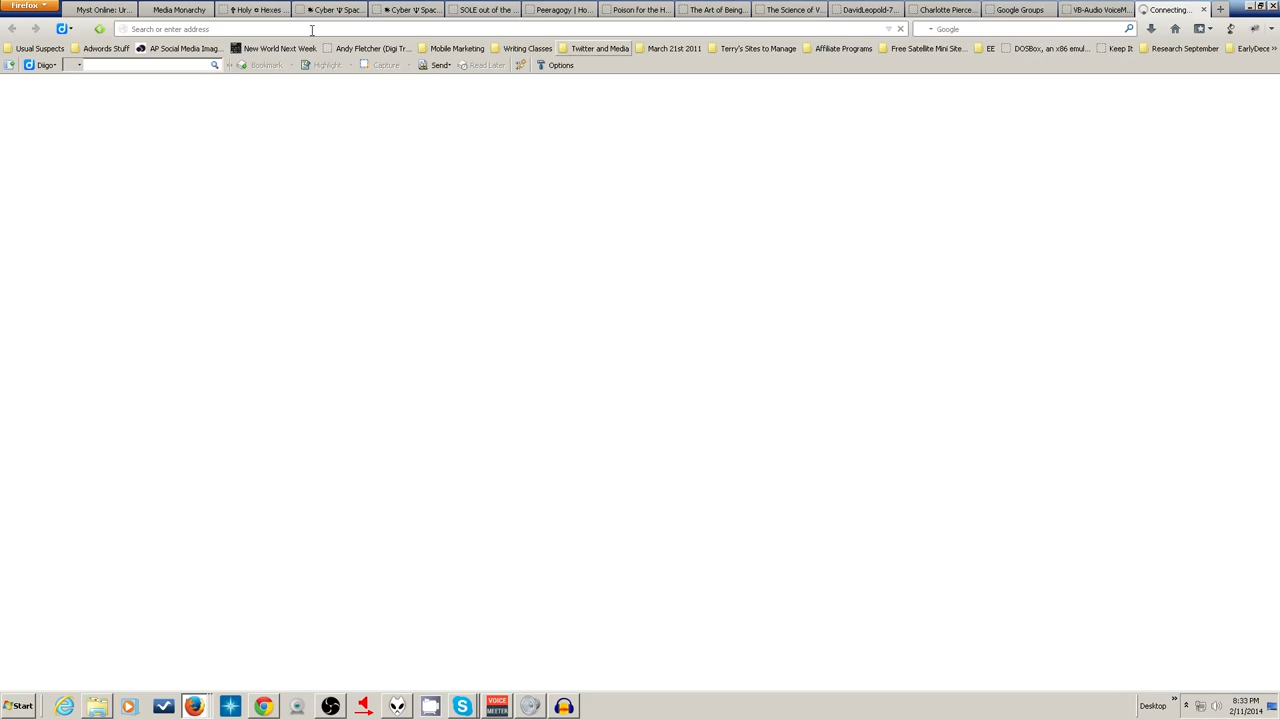 Firefox
Myst Online: Ur... Media Monarchy ✞ Holy ¤ Hexes ... Cyber Ψ Spac... Cyber Ψ Spac... SOLE out of the ... Peeragogy | Ho... Poison for the H... The Art of Being... The Science of V... DavidLeopold-7... Charlotte Pierce... Google Groups VB-Audio VoiceM... Connecting...
Search or enter address Google
Usual Suspects Adwords Stuff AP Social Media Imag... New World Next Week Andy Fletcher (Digi Tr... Mobile Marketing Writing Classes Twitter and Media March 21st 2011 Terry's Sites to Manage Affiliate Programs Free Satellite Mini Site... EE DOSBox, an x86 emul... Keep It Research September EarlyDece
Diigo Bookmark Highlight Capture Send Read Later Options
Start VOICE MEETER Desktop 8:33 PM
2/11/2014